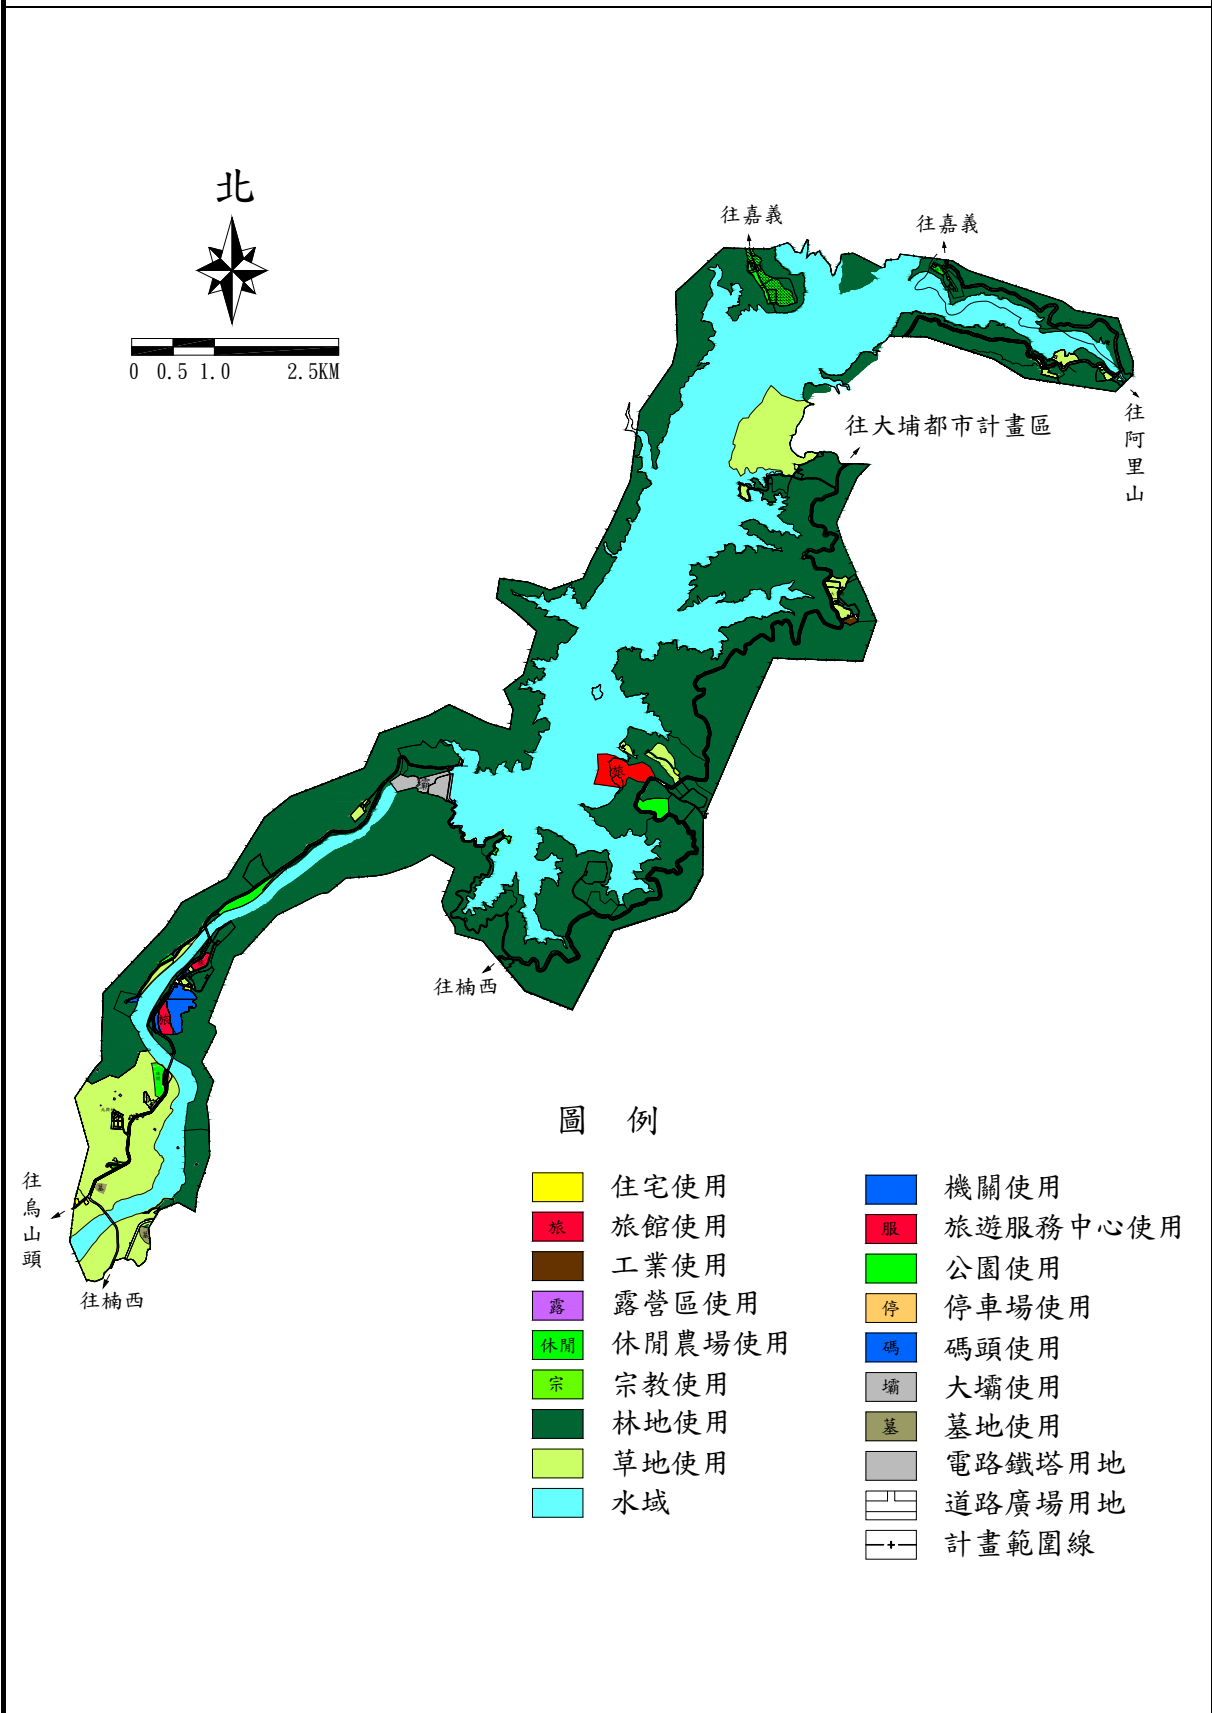 北
0 0.5 1.0 2.5KM
往嘉義
往嘉義
往阿里山
往大埔都市計畫區
旅
壩
往楠西
旅
往烏山頭
往楠西
圖 例
住宅使用
旅 旅館使用
工業使用
露 露營區使用
休閒 休閒農場使用
宗 宗教使用
林地使用
草地使用
水域
機關使用
服 旅遊服務中心使用
公園使用
停 停車場使用
碼 碼頭使用
壩 大壩使用
墓 墓地使用
電路鐵塔用地
道路廣場用地
計畫範圍線